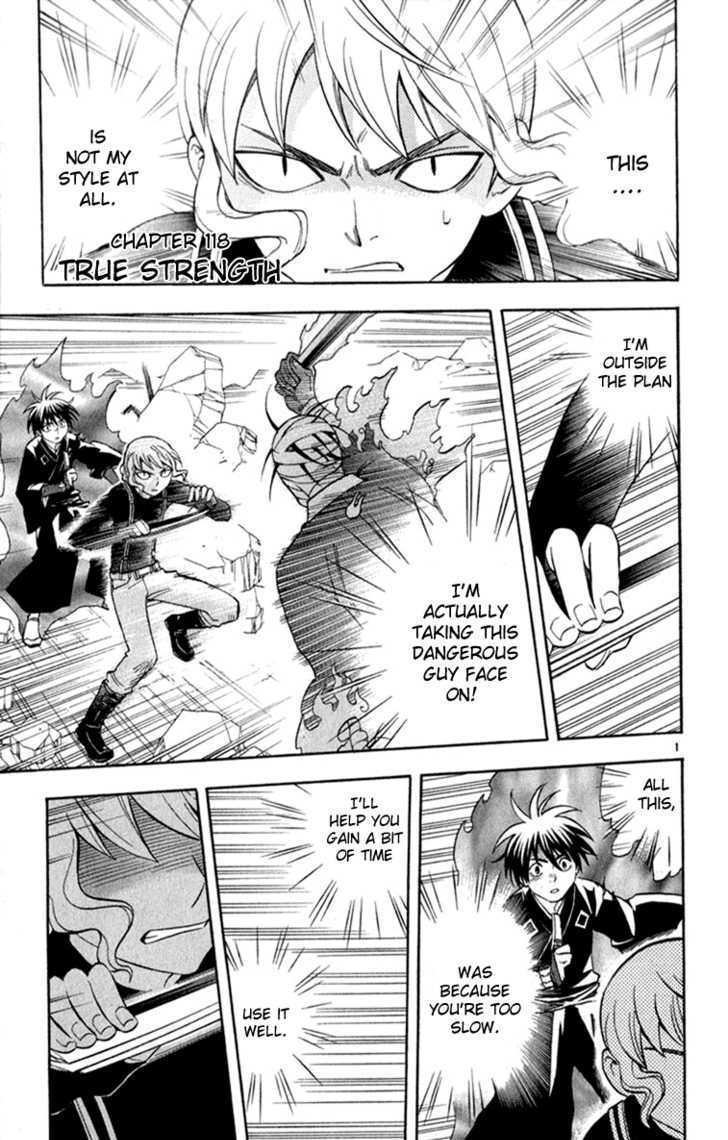 THIS
....
IS
NOT MY
STYLE AT
ALL.
CHAPTER 118
TRUE STRENGTH
I'M
OUTSIDE
THE PLAN
I'M
ACTUALLY
TAKING THIS
DANGEROUS
GUY FACE
ON!
1
ALL
THIS,
WAS
BECAUSE
YOU'RE TOO
SLOW.
I'LL
HELP YOU
GAIN A BIT
OF TIME
USE IT
WELL.